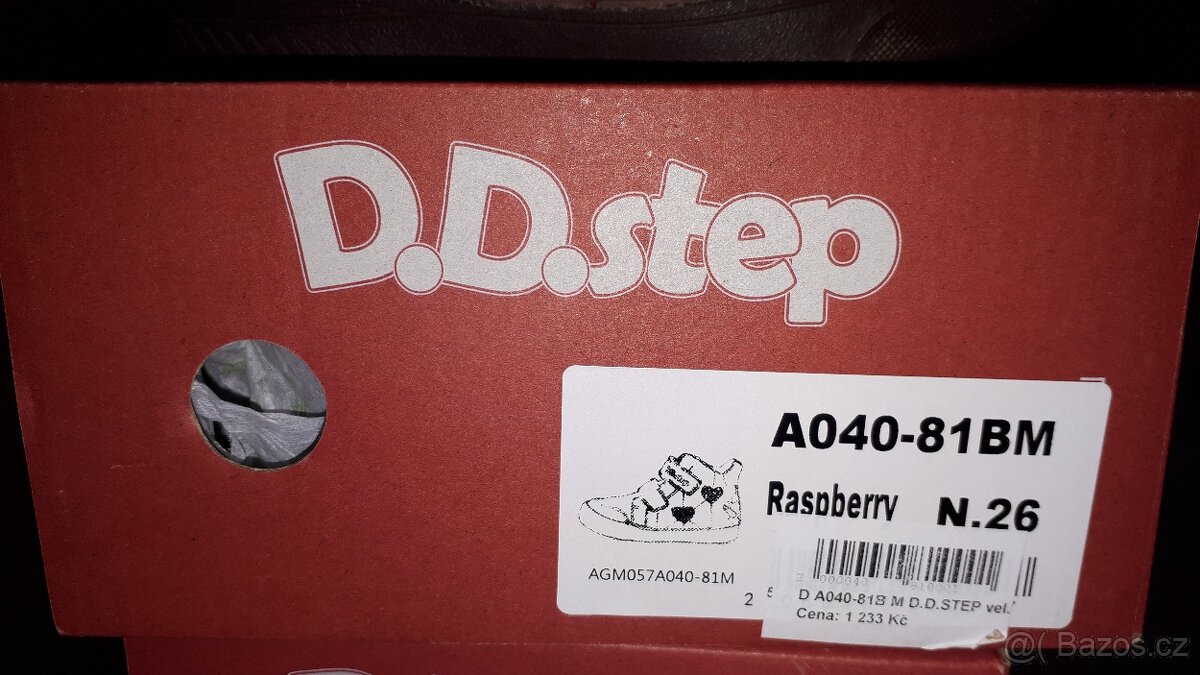 D.D.step
A040-81BM
Raspberry N.26
AGM057A040-81M
D A040-81B M D.D.STEP vel.
Cena: 1 233 Kč
@( Bazos.cz